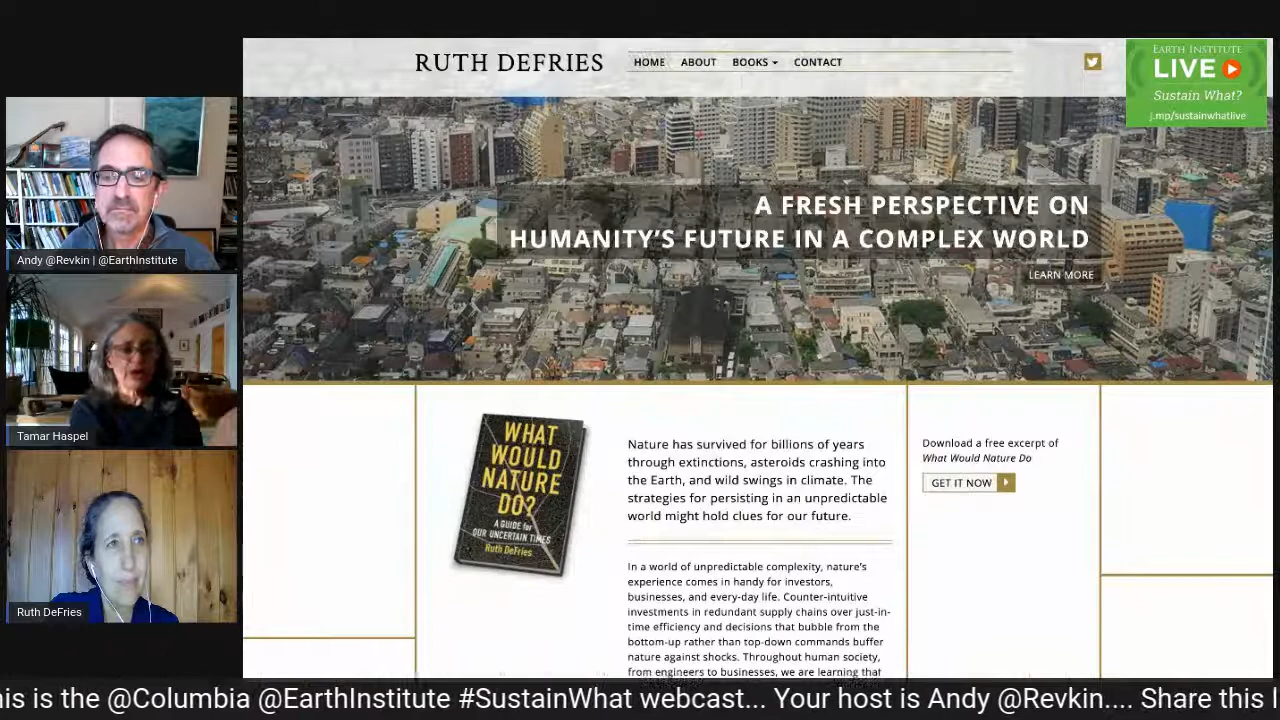 RUTH DEFRIES
HOME ABOUT BOOKS CONTACT
EARTH INSTITUTE
LIVE
Sustain What?
j.mp/sustainwhatlive
A FRESH PERSPECTIVE ON
HUMANITY'S FUTURE IN A COMPLEX WORLD
LEARN MORE
Andy @Revkin | @EarthInstitute
Tamar Haspel
Ruth DeFries
WHAT
WOULD
NATURE
DO?
A GUIDE for
OUR UNCERTAIN TIMES
Ruth DeFries
Nature has survived for billions of years
through extinctions, asteroids crashing into
the Earth, and wild swings in climate. The
strategies for persisting in an unpredictable
world might hold clues for our future.
In a world of unpredictable complexity, nature's
experience comes in handy for investors,
businesses, and every-day life. Counter-intuitive
investments in redundant supply chains over just-in-
time efficiency and decisions that bubble from the
bottom-up rather than top-down commands buffer
nature against shocks. Throughout human society,
from engineers to businesses, we are learning that
Download a free excerpt of
What Would Nature Do
GET IT NOW
his is the @Columbia @EarthInstitute #SustainWhat webcast... Your host is Andy @Revkin.... Share this